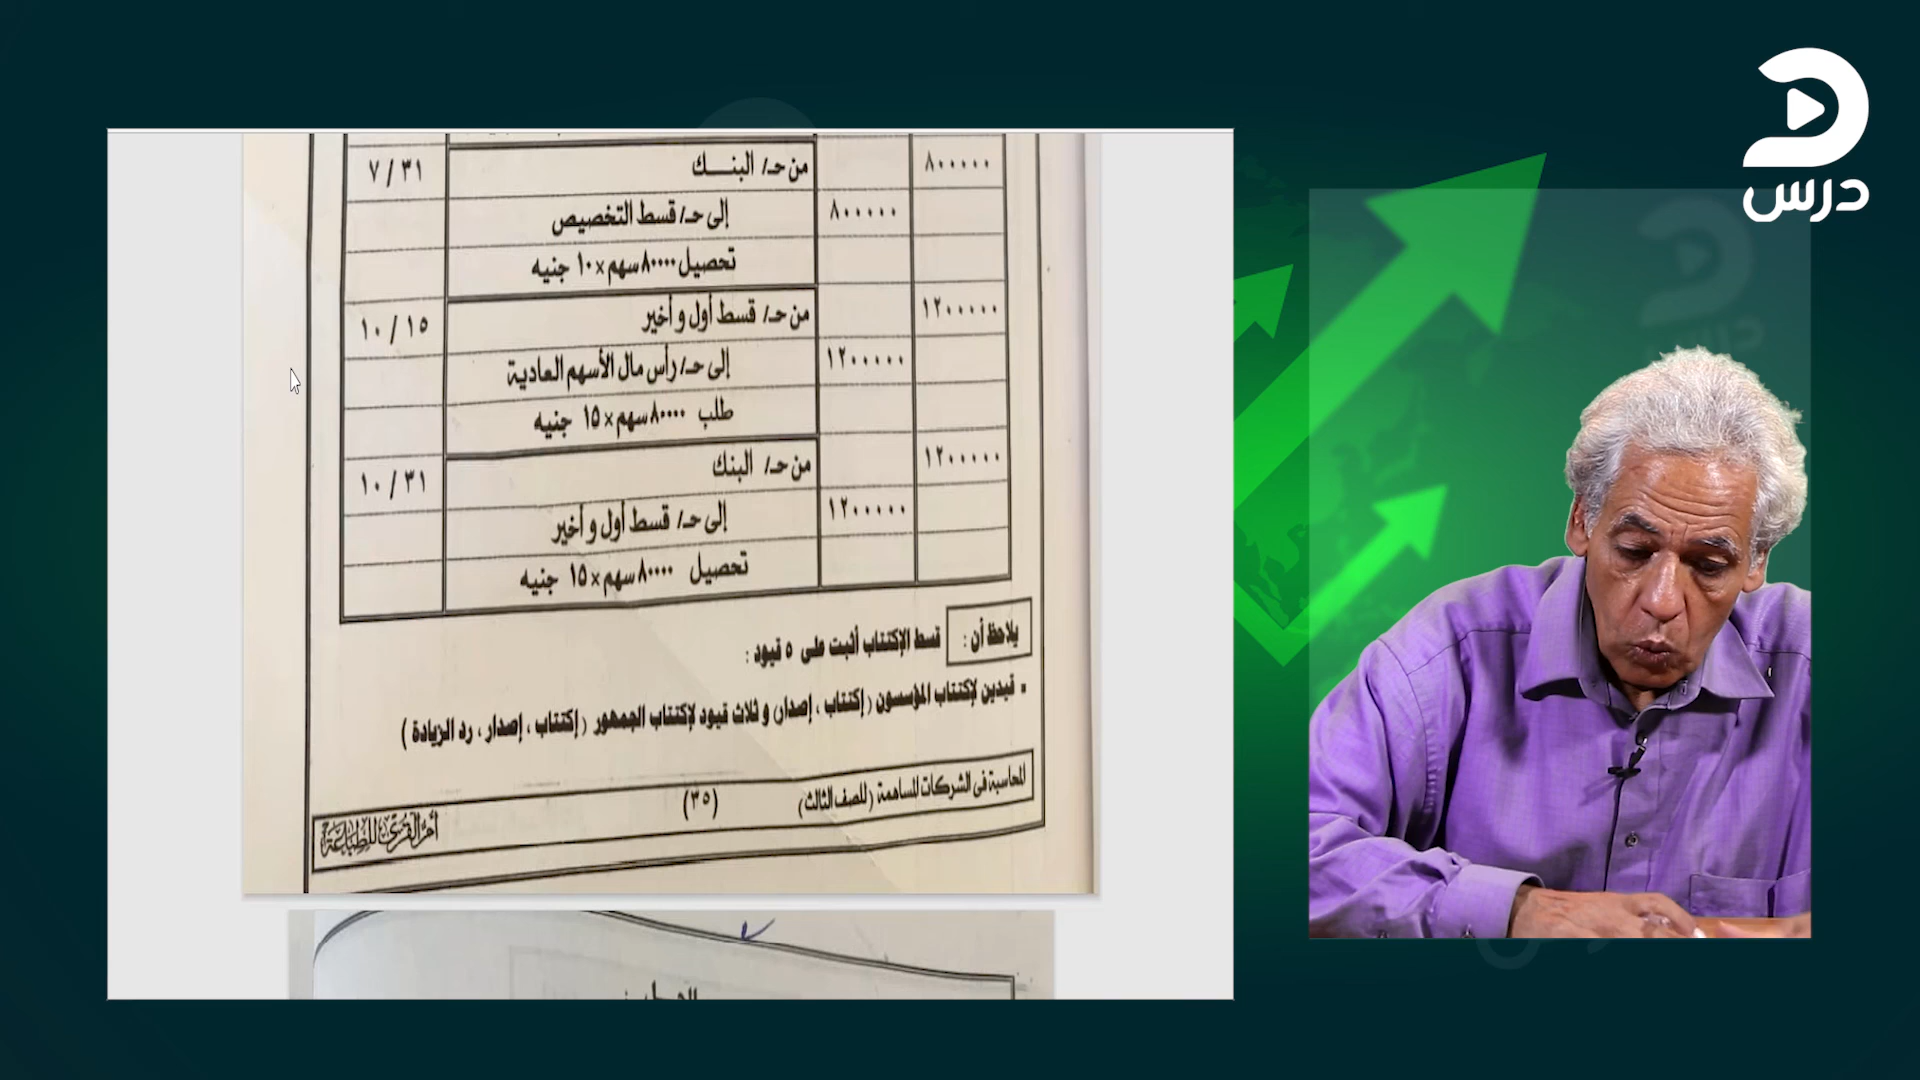 درس
٨٠٠٠٠٠ من حـ/ البنـــك ٣١ / ٧
٨٠٠٠٠٠ إلى حـ/ قسط التخصيص
تحصيل ٨٠٠٠٠ سهم × ١٠ جنيه
١٢٠٠٠٠٠ من حـ/ قسط أول و أخير ١٥ / ١٠
١٢٠٠٠٠٠ إلى حـ/ رأس مال الأسهم العادية
طلب ٨٠٠٠٠ سهم × ١٥ جنيه
١٢٠٠٠٠٠ من حـ/ البنك ٣١ / ١٠
١٢٠٠٠٠٠ إلى حـ/ قسط أول و أخير
تحصيل ٨٠٠٠٠ سهم × ١٥ جنيه
يلاحظ أن : قسط الإكتتاب أثبت على ٥ قيود :
▪ قيدين لإكتتاب المؤسسون ( إكتتاب ، إصدار) و ثلاث قيود لإكتتاب الجمهور ( إكتتاب ، إصدار ، رد الزيادة )
المحاسبة فى الشركات المساهمة ( للصف الثالث) (٣٥) أم القرى للطباعة